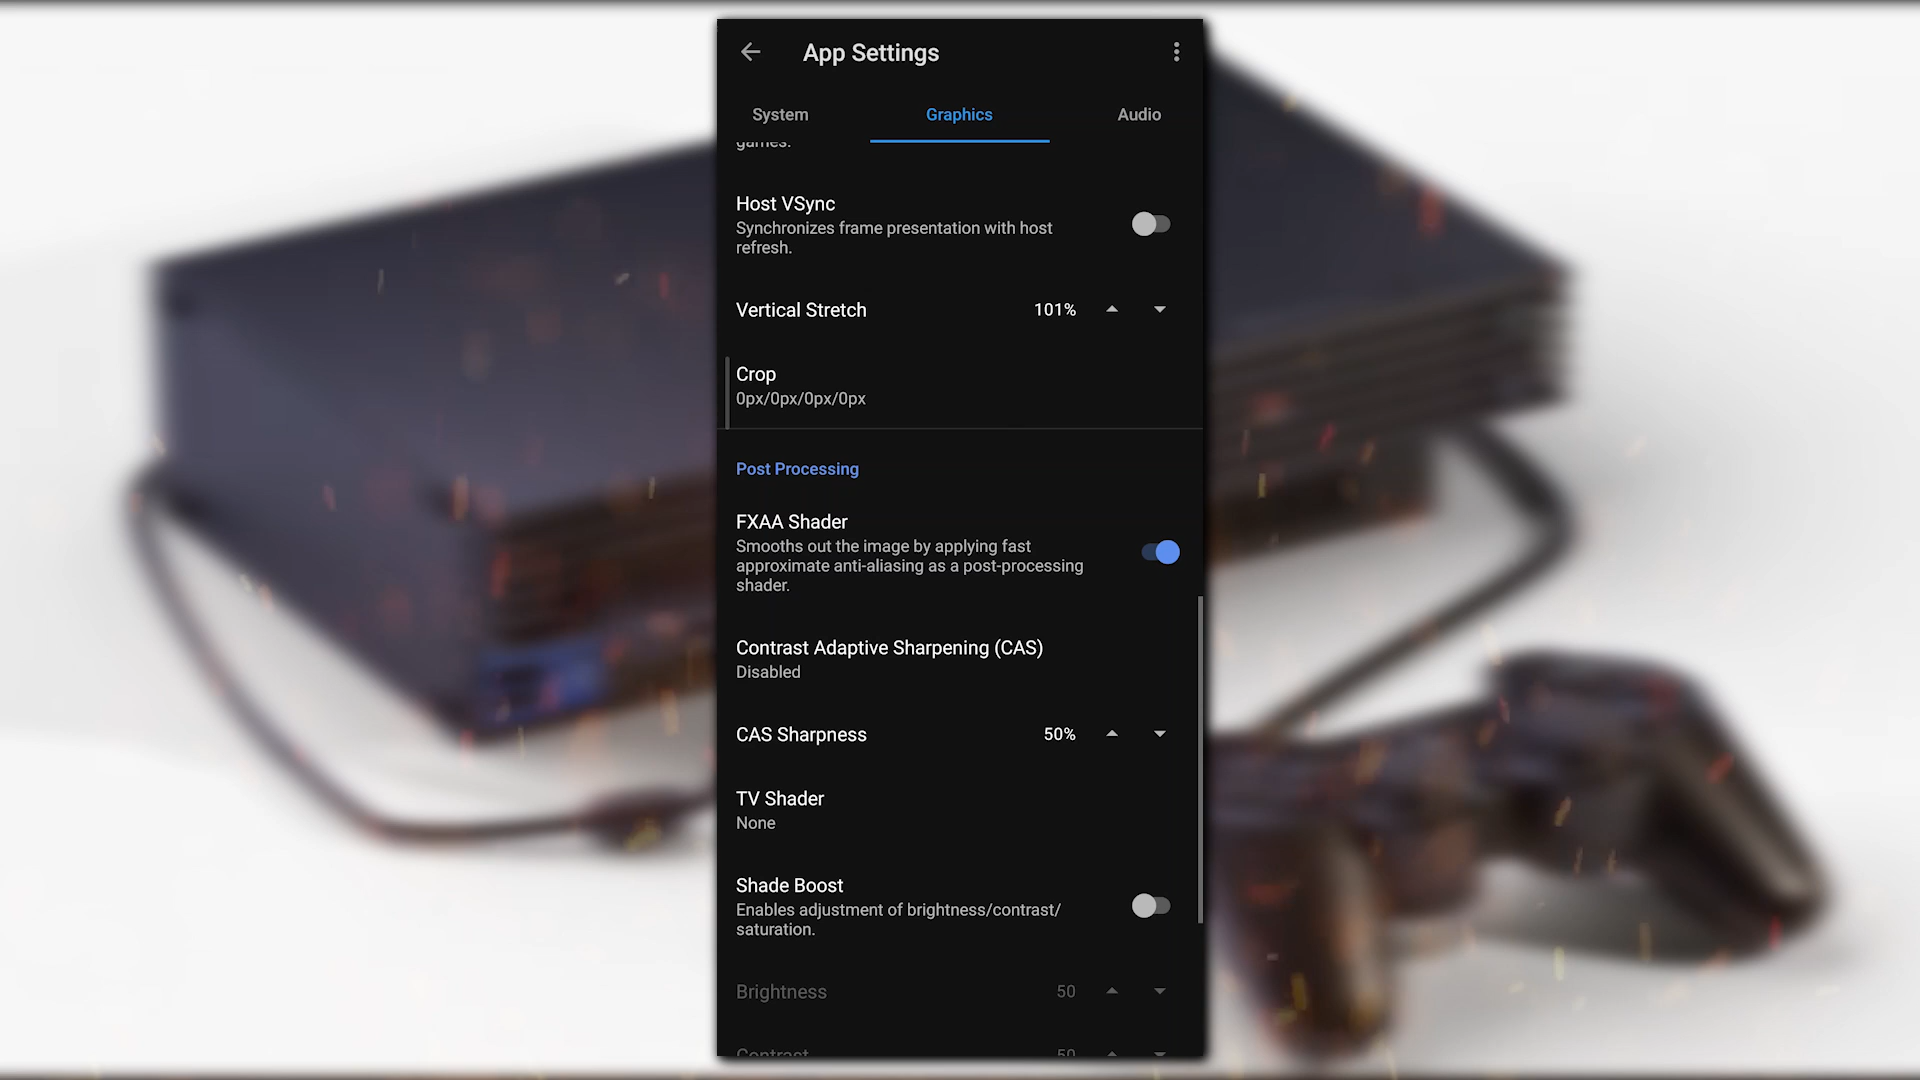 App Settings
System
Graphics
Audio
games.
Host VSync
Synchronizes frame presentation with host
refresh.
Vertical Stretch
101%
Crop
0px/0px/0px/0px
Post Processing
FXAA Shader
Smooths out the image by applying fast
approximate anti-aliasing as a post-processing
shader.
Contrast Adaptive Sharpening (CAS)
Disabled
CAS Sharpness
50%
TV Shader
None
Shade Boost
Enables adjustment of brightness/contrast/
saturation.
Brightness
50
Contrast
50